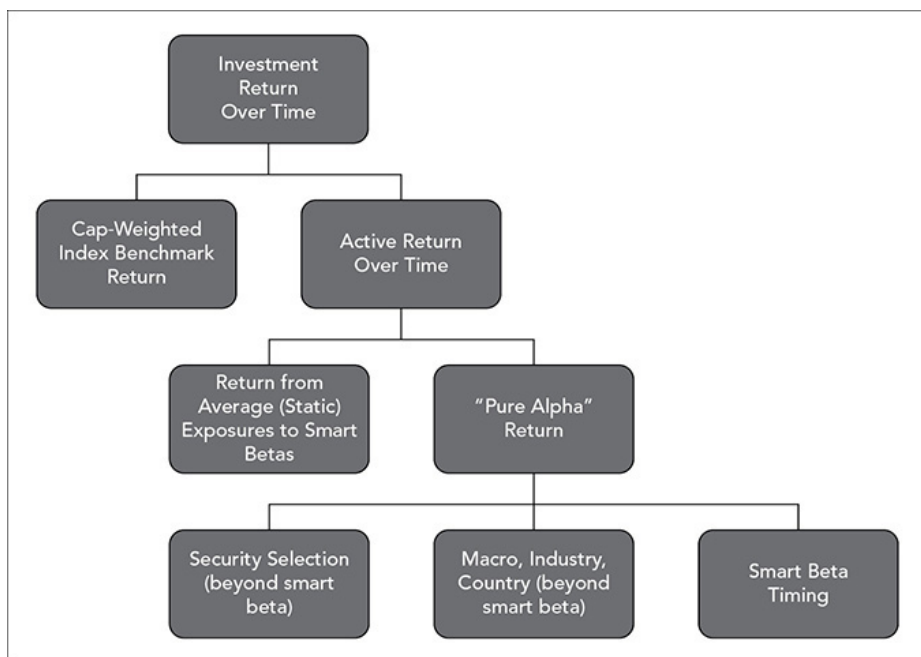 Investment
Return
Over Time
Cap-Weighted
Index Benchmark
Return
Active Return
Over Time
Return from
Average (Static)
Exposures to Smart
Betas
"Pure Alpha"
Return
Security Selection
(beyond smart
beta)
Macro, Industry,
Country (beyond
smart beta)
Smart Beta
Timing